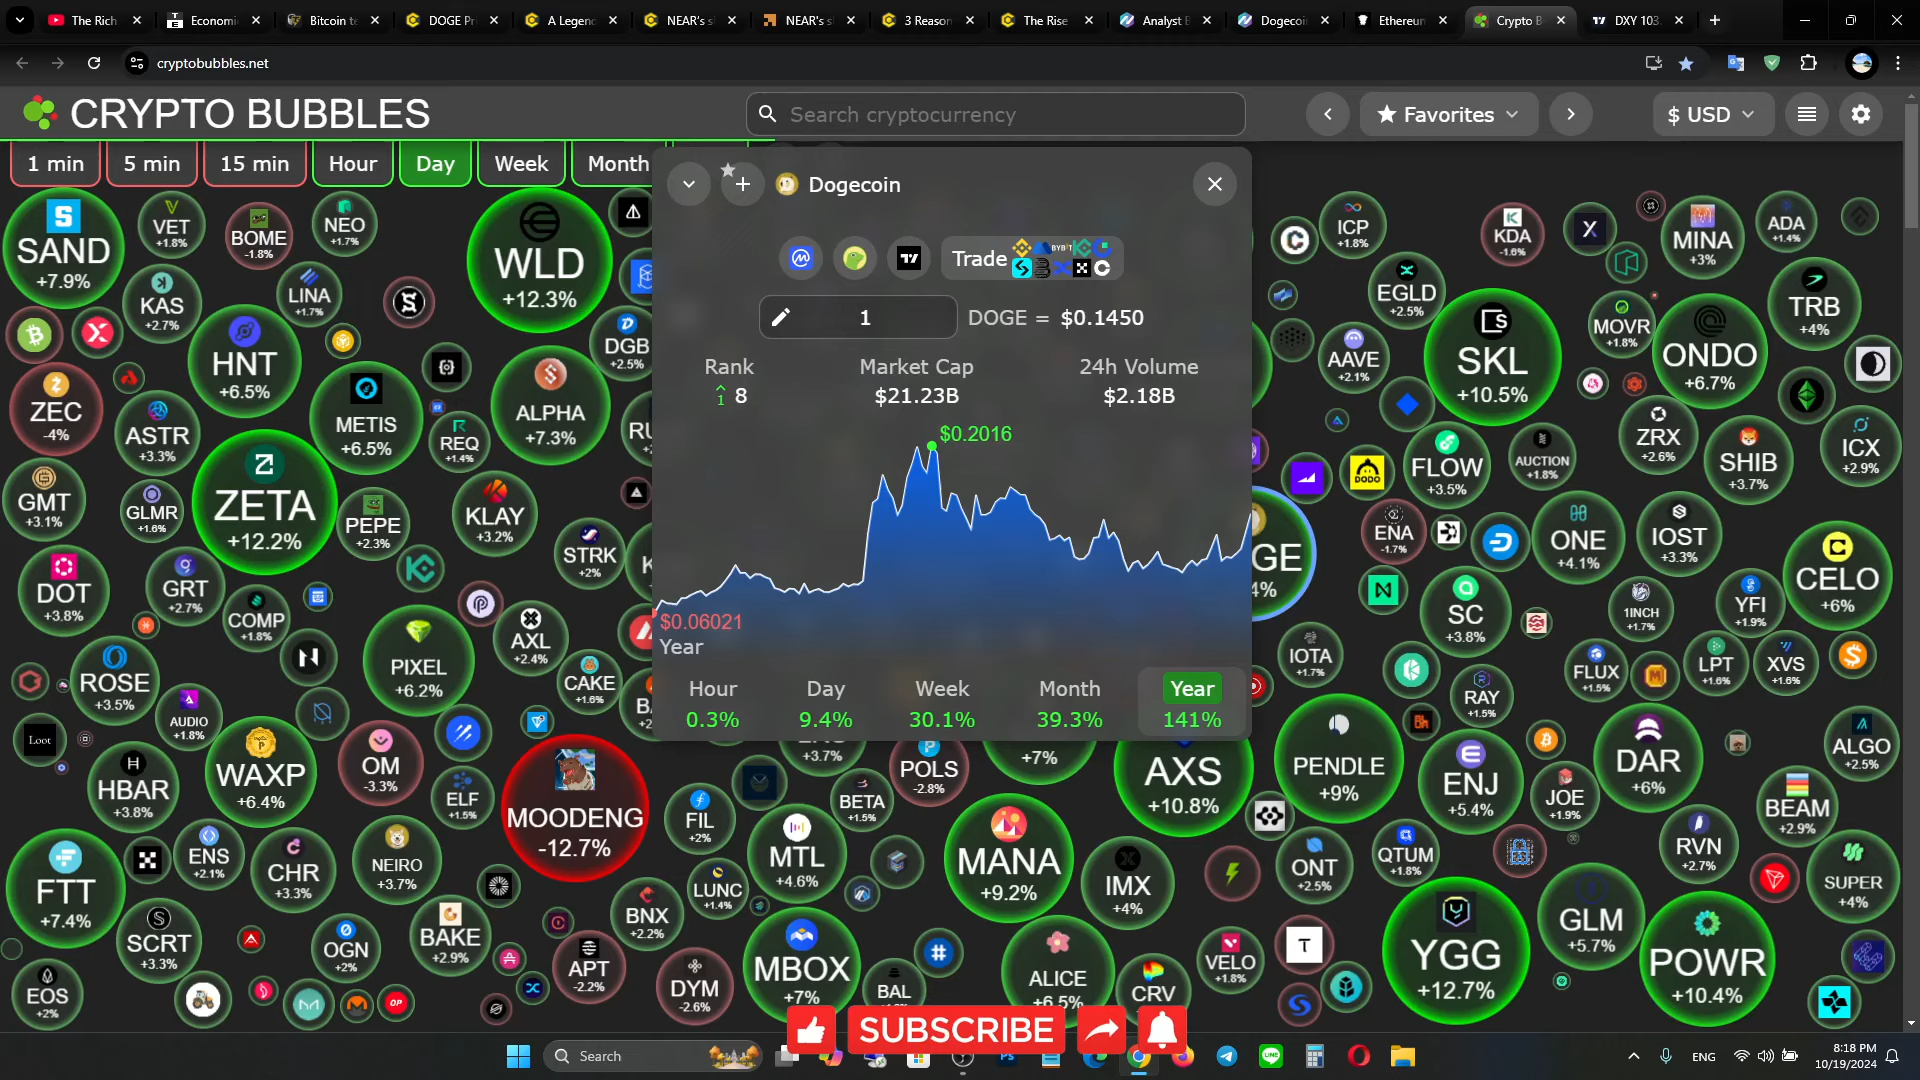 The Rich
Economi
Bitcoin te
DOGE Pr
A Legen
NEAR's s
NEAR's s
3 Reason
The Rise
Analyst B
Dogecoi
Ethereum
Crypto B
DXY 103.
cryptobubbles.net
CRYPTO BUBBLES
Search cryptocurrency
Favorites
$ USD
1 min
5 min
15 min
Hour
Day
Week
Month
Dogecoin
Trade
BYBIT
1
DOGE = $0.1450
Rank
Market Cap
24h Volume
1 8
$21.23B
$2.18B
$0.2016
$0.06021
Year
Hour
Day
Week
Month
Year
0.3%
9.4%
30.1%
39.3%
141%
SAND
+7.9%
VET
+1.8%
BOME
-1.8%
NEO
+1.7%
WLD
+12.3%
KAS
+2.7%
LINA
+1.7%
HNT
+6.5%
DGB
+2.5%
ZEC
-4%
ASTR
+3.3%
METIS
+6.5%
REQ
+1.4%
ALPHA
+7.3%
RU
GMT
+3.1%
GLMR
+1.6%
ZETA
+12.2%
PEPE
+2.3%
KLAY
+3.2%
STRK
+2%
K
DOT
+3.8%
GRT
+2.7%
COMP
+1.8%
PIXEL
+6.2%
AXL
+2.4%
CAKE
+1.6%
BA
ROSE
+3.5%
AUDIO
+1.8%
Loot
HBAR
+3.8%
WAXP
+6.4%
OM
-3.3%
ELF
+1.5%
MOODENG
-12.7%
FIL
+2%
+3.7%
POLS
-2.8%
+7%
BETA
+1.5%
FTT
+7.4%
ENS
+2.1%
CHR
+3.3%
NEIRO
+3.7%
MTL
+4.6%
LUNC
+1.4%
MANA
+9.2%
IMX
+4%
AXS
+10.8%
SCRT
+3.3%
OGN
+2%
BAKE
+2.9%
BNX
+2.2%
APT
-2.2%
DYM
-2.6%
MBOX
+7%
BAL
ALICE
+6.5%
CRV
EOS
+2%
OP
ICP
+1.8%
KDA
-1.6%
MINA
+3%
ADA
+1.4%
EGLD
+2.5%
SKL
+10.5%
MOVR
+1.8%
ONDO
+6.7%
TRB
+4%
AAVE
+2.1%
ZRX
+2.6%
SHIB
+3.7%
ICX
+2.9%
DODO
FLOW
+3.5%
AUCTION
+1.8%
ENA
-1.7%
ONE
+4.1%
IOST
+3.3%
CELO
+6%
GE
4%
SC
+3.8%
1INCH
+1.7%
YFI
+1.9%
IOTA
+1.7%
RAY
+1.5%
FLUX
+1.5%
LPT
+1.6%
XVS
+1.6%
PENDLE
+9%
ENJ
+5.4%
DAR
+6%
ALGO
+2.5%
JOE
+1.9%
BEAM
+2.9%
ONT
+2.5%
QTUM
+1.8%
RVN
+2.7%
SUPER
+4%
VELO
+1.8%
YGG
+12.7%
GLM
+5.7%
POWR
+10.4%
SUBSCRIBE
Search
ENG
8:18 PM
10/19/2024